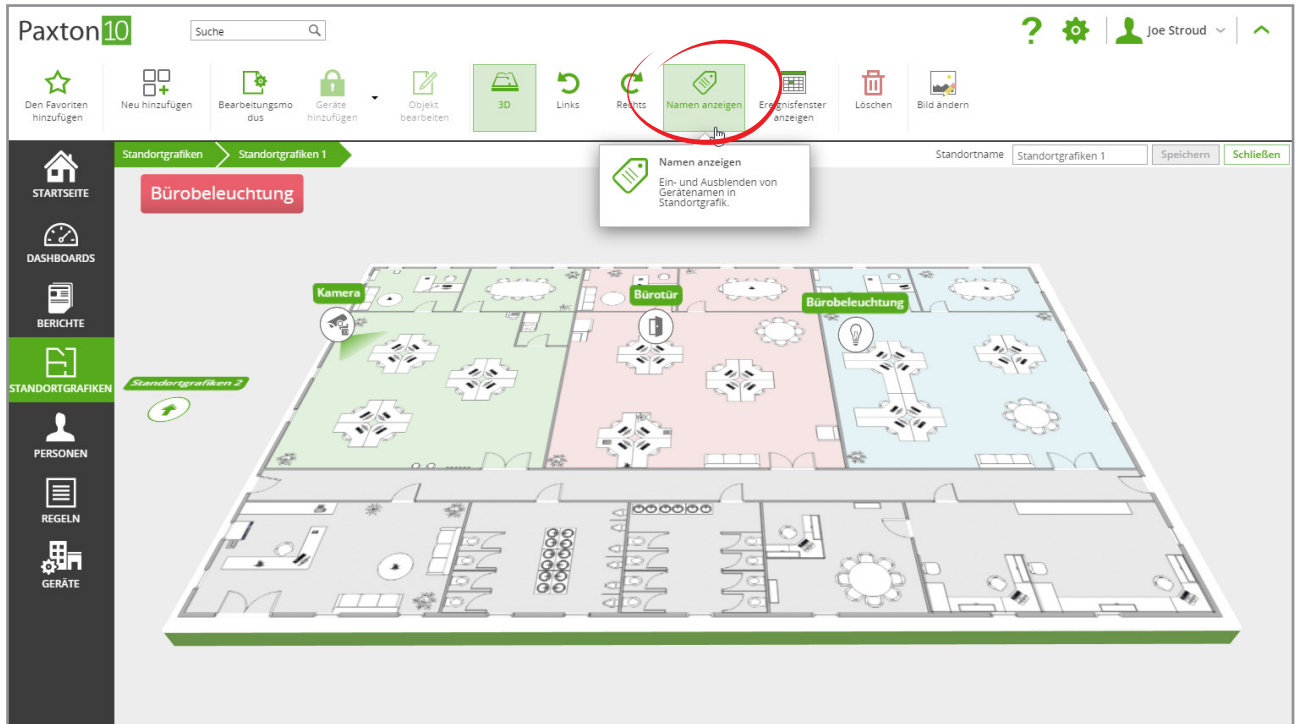 Paxton10
Suche
?
Joe Stroud
Den Favoriten
hinzufügen
Neu hinzufügen
Bearbeitungsmo
dus
Geräte
hinzufügen
Objekt
bearbeiten
3D
Links
Rechts
Namen anzeigen
Ereignisfenster
anzeigen
Löschen
Bild ändern
STARTSEITE
DASHBOARDS
BERICHTE
STANDORTGRAFIKEN
PERSONEN
REGELN
GERÄTE
Standortgrafiken
Standortgrafiken 1
Standortname
Standortgrafiken 1
Speichern
Schließen
Namen anzeigen
Ein- und Ausblenden von
Gerätenamen in
Standortgrafik.
Bürobeleuchtung
Kamera
Bürotür
Bürobeleuchtung
Standortgrafiken 2